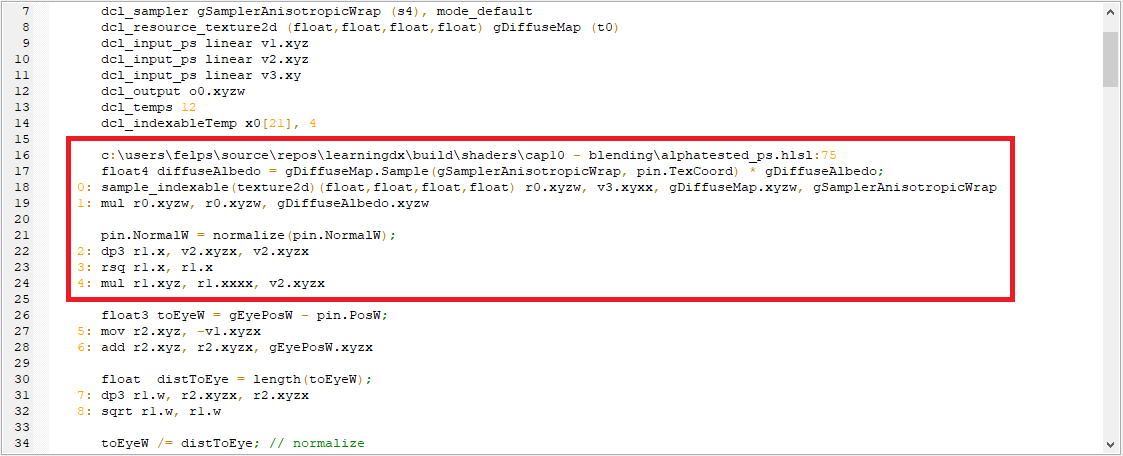 7 dcl_sampler gSamplerAnisotropicWrap (s4), mode_default
8 dcl_resource_texture2d (float,float,float,float) gDiffuseMap (t0)
9 dcl_input_ps linear v1.xyz
10 dcl_input_ps linear v2.xyz
11 dcl_input_ps linear v3.xy
12 dcl_output o0.xyzw
13 dcl_temps 12
14 dcl_indexableTemp x0[21], 4
15
16 c:\users\felps\source\repos\learningdx\build\shaders\cap10 - blending\alphatested_ps.hlsl:75
17 float4 diffuseAlbedo = gDiffuseMap.Sample(gSamplerAnisotropicWrap, pin.TexCoord) * gDiffuseAlbedo;
18 0: sample_indexable(texture2d)(float,float,float,float) r0.xyzw, v3.xyxx, gDiffuseMap.xyzw, gSamplerAnisotropicWrap
19 1: mul r0.xyzw, r0.xyzw, gDiffuseAlbedo.xyzw
20
21 pin.NormalW = normalize(pin.NormalW);
22 2: dp3 r1.x, v2.xyzx, v2.xyzx
23 3: rsq r1.x, r1.x
24 4: mul r1.xyz, r1.xxxx, v2.xyzx
25
26 float3 toEyeW = gEyePosW - pin.PosW;
27 5: mov r2.xyz, -v1.xyzx
28 6: add r2.xyz, r2.xyzx, gEyePosW.xyzx
29
30 float  distToEye = length(toEyeW);
31 7: dp3 r1.w, r2.xyzx, r2.xyzx
32 8: sqrt r1.w, r1.w
33
34 toEyeW /= distToEye; // normalize